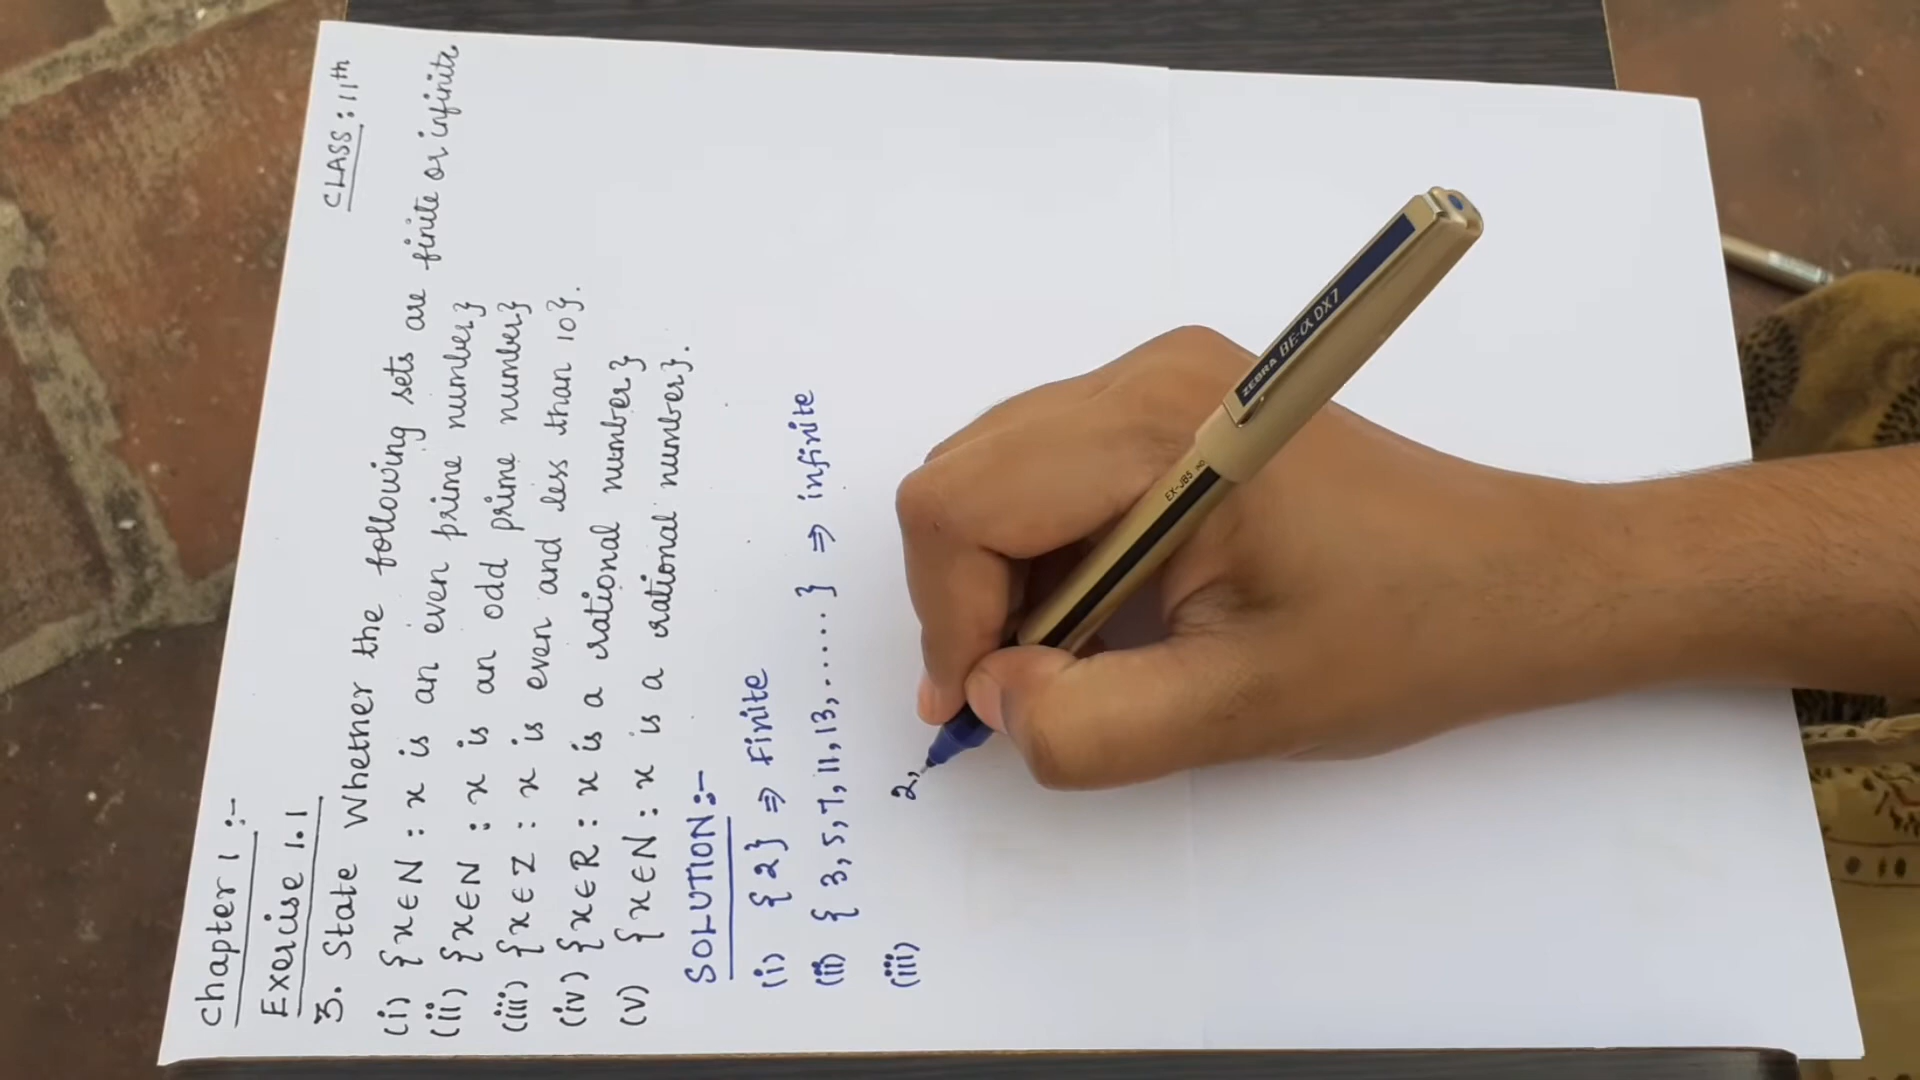 CLASS : 11th
Chapter 1 :-
Exercise 1.1
3. State Whether the following sets are finite or infinite
(i) {x∈N : x is an even prime number}
(ii) {x∈N : x is an odd prime number}
(iii) {x∈Z : x is even and less than 10}.
(iv) {x∈R : x is a rational number}
(v) {x∈N : x is a rational number}.
SOLUTION:-
(i) {2} ⇒ Finite
(ii) {3,5,7,11,13,......} ⇒ infinite
(iii) 2,
ZEBRA BE-α DX7
EX-JB5